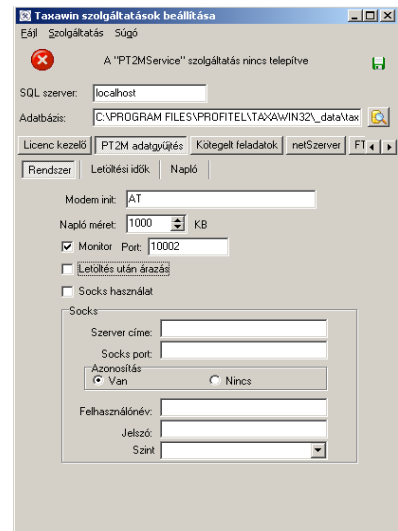 Taxawin szolgáltatások beállítása
Fájl Szolgáltatás Súgó
A "PT2MService" szolgáltatás nincs telepítve
SQL szerver: localhost
Adatbázis: C:\PROGRAM FILES\PROFITEL\TAXAWIN32\_data\tax
Licenc kezelő PT2M adatgyűjtés Kötegelt feladatok netSzerver FT
Rendszer Letöltési idők Napló
Modem init: AT
Napló méret: 1000 KB
Monitor Port: 10002
Letöltés után árazás
Socks használat
Socks
Szerver címe:
Socks port:
Azonosítás
Van Nincs
Felhasználónév:
Jelszó:
Szint